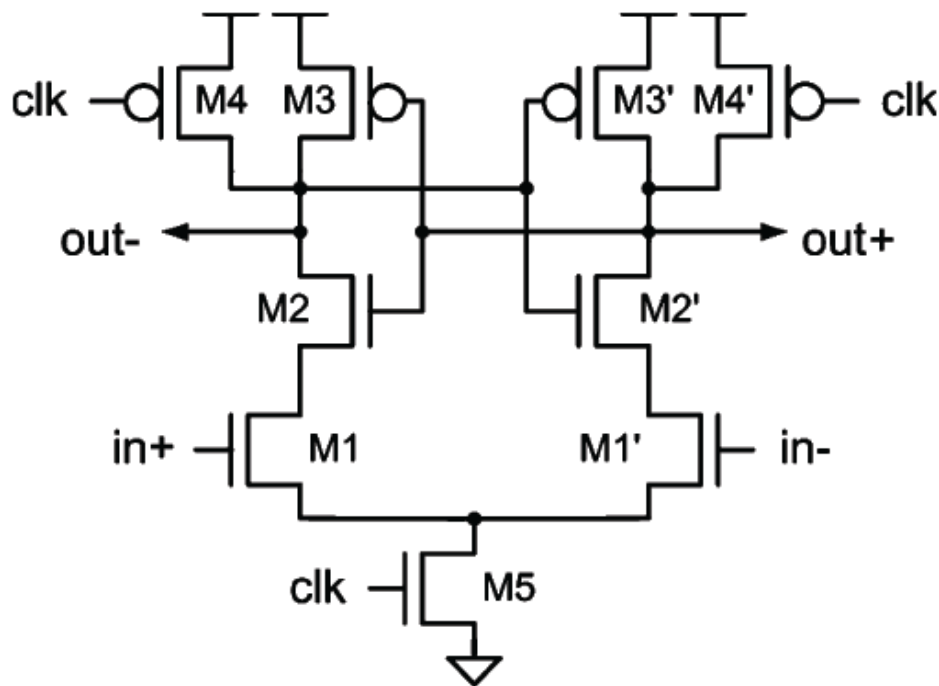 clk M4 M3 M3' M4' clk
out- out+
M2 M2'
in+ M1 M1' in-
clk M5